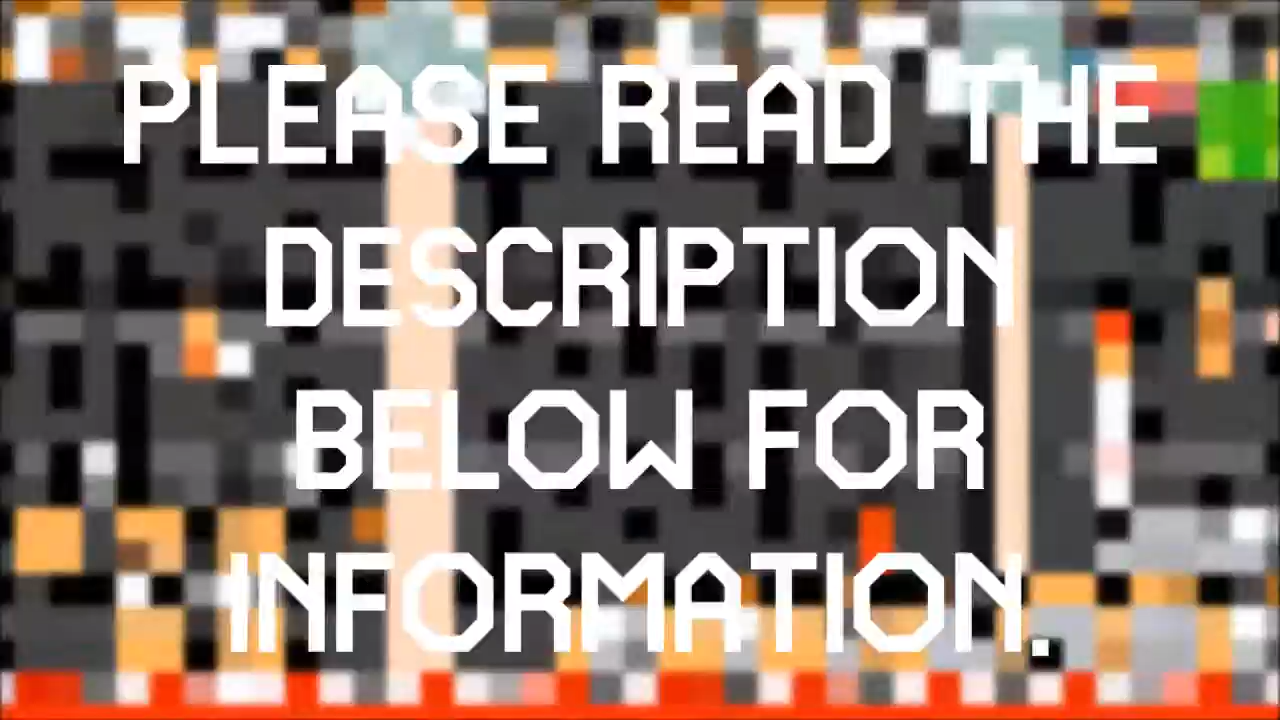 PLEASE READ THE
DESCRIPTION
BELOW FOR
INFORMATION.